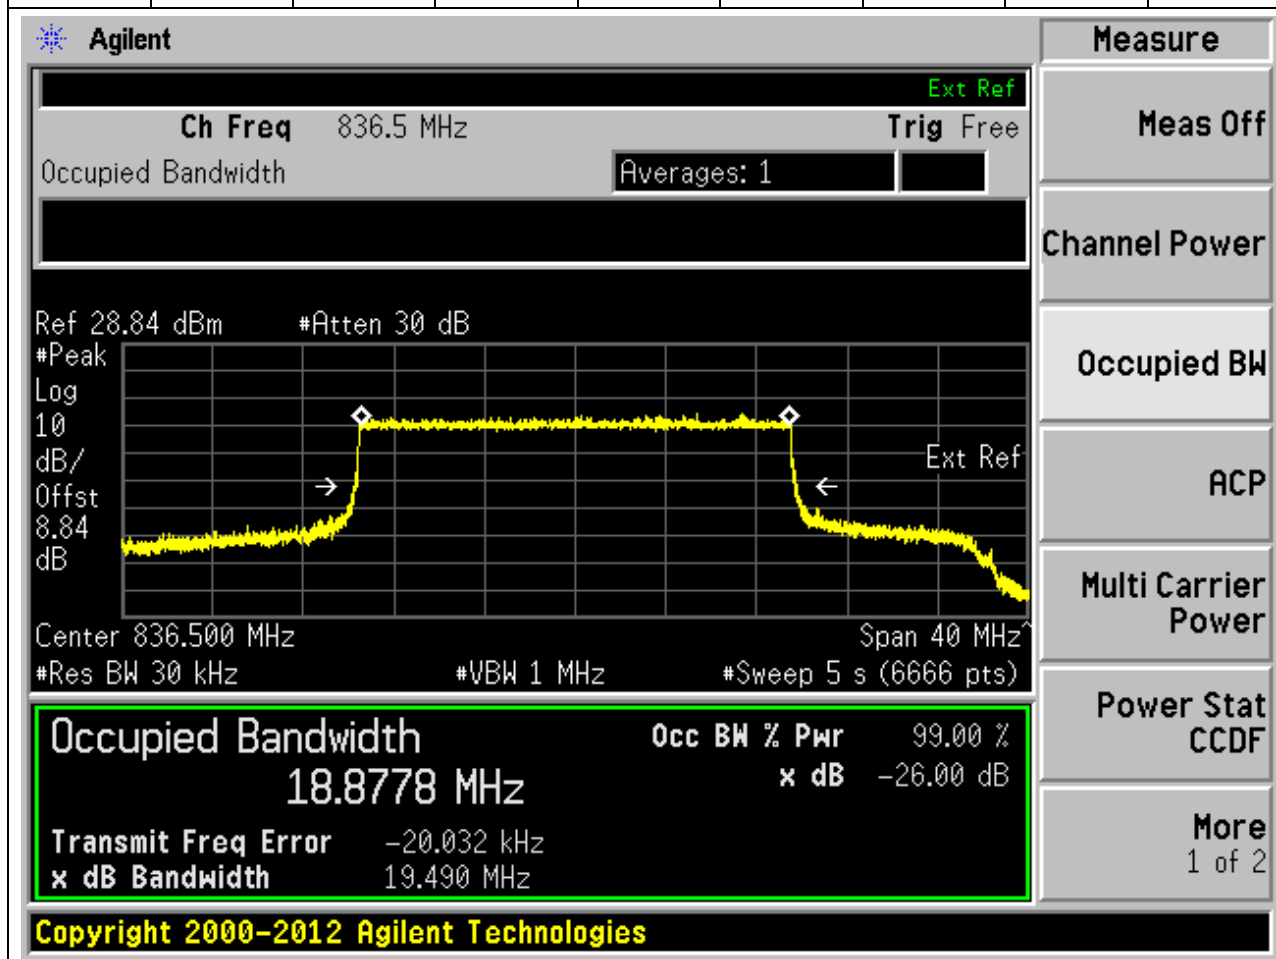 Agilent
Measure
Ext Ref
Ch Freq 836.5 MHz Trig Free
Meas Off
Occupied Bandwidth Averages: 1
Channel Power
Ref 28.84 dBm #Atten 30 dB
#Peak
Log
10
dB/
Offst
8.84
dB
Ext Ref
Occupied BW
ACP
Center 836.500 MHz Span 40 MHz^
#Res BW 30 kHz #VBW 1 MHz #Sweep 5 s (6666 pts)
Multi Carrier
Power
Occupied Bandwidth Occ BW % Pwr 99.00 %
18.8778 MHz x dB -26.00 dB
Power Stat
CCDF
Transmit Freq Error -20.032 kHz
x dB Bandwidth 19.490 MHz
More
1 of 2
Copyright 2000-2012 Agilent Technologies